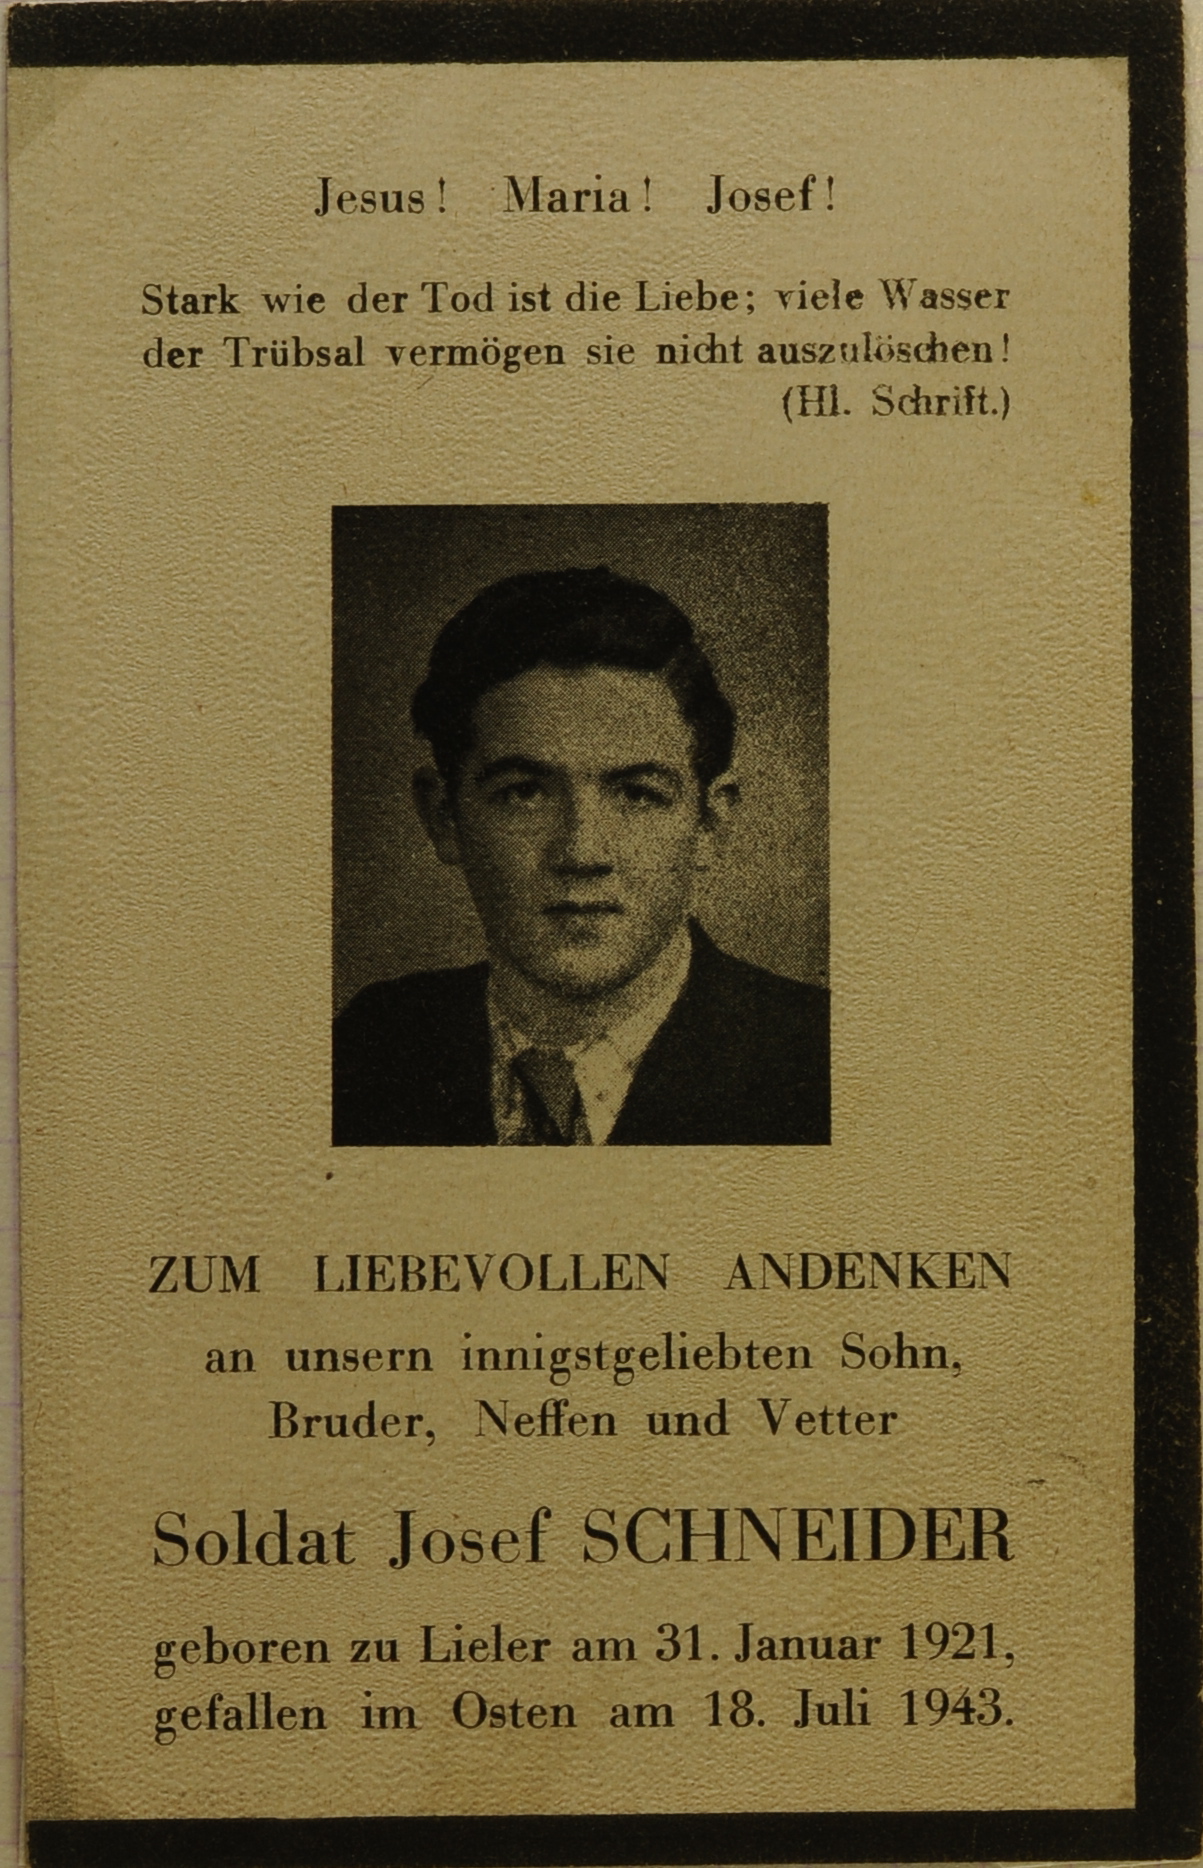 Jesus! Maria! Josef!
Stark wie der Tod ist die Liebe; viele Wasser
der Trübsal vermögen sie nicht auszulöschen!
(Hl. Schrift.)
ZUM LIEBEVOLLEN ANDENKEN
an unsern innigstgeliebten Sohn,
Bruder, Neffen und Vetter
Soldat Josef SCHNEIDER
geboren zu Lieler am 31. Januar 1921,
gefallen im Osten am 18. Juli 1943.